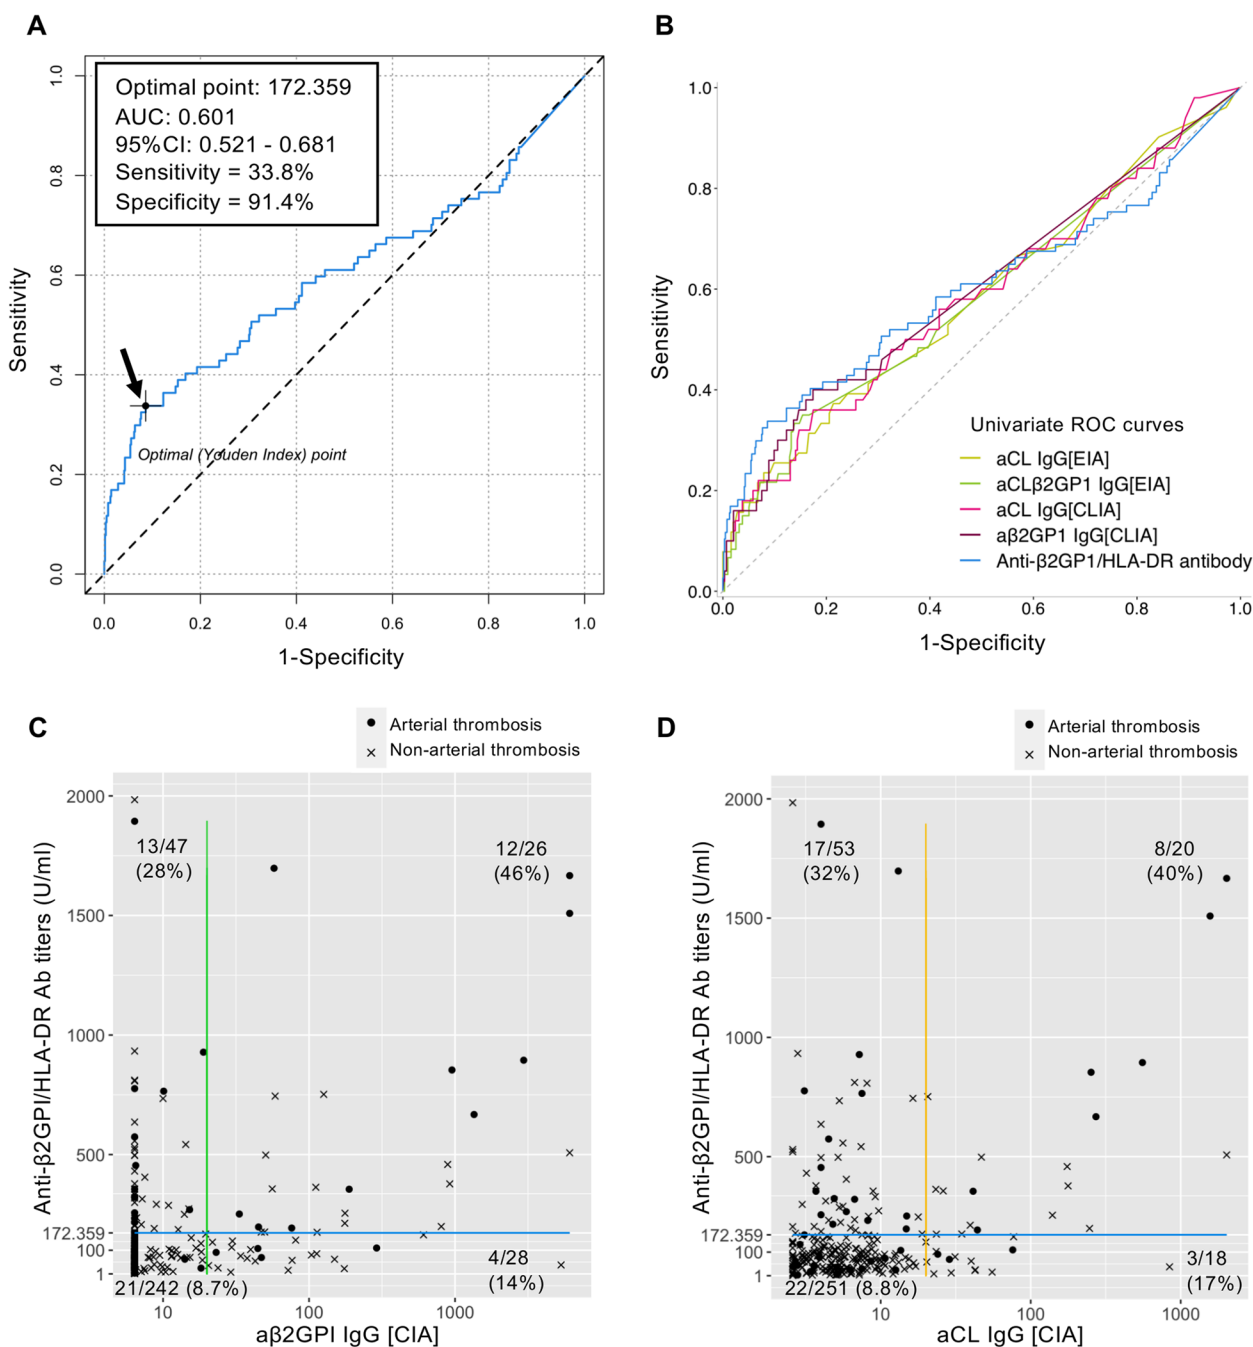 A
Optimal point: 172.359
AUC: 0.601
95%CI: 0.521 - 0.681
Sensitivity = 33.8%
Specificity = 91.4%
Optimal (Youden Index) point
Sensitivity
1.0
0.8
0.6
0.4
0.2
0.0
0.0 0.2 0.4 0.6 0.8 1.0
1-Specificity
B
Sensitivity
1.0
0.8
0.6
0.4
0.2
0.0
Univariate ROC curves
aCL IgG[EIA]
aCLβ2GP1 IgG[EIA]
aCL IgG[CLIA]
aβ2GP1 IgG[CLIA]
Anti-β2GP1/HLA-DR antibody
0.0 0.2 0.4 0.6 0.8 1.0
1-Specificity
C
Arterial thrombosis
Non-arterial thrombosis
Anti-β2GPI/HLA-DR Ab titers (U/ml)
2000
1500
1000
500
172.359
100
1
13/47
(28%)
12/26
(46%)
4/28
(14%)
21/242 (8.7%)
10 100 1000
aβ2GPI IgG [CIA]
D
Arterial thrombosis
Non-arterial thrombosis
Anti-β2GPI/HLA-DR Ab titers (U/ml)
2000
1500
1000
500
172.359
100
1
17/53
(32%)
8/20
(40%)
3/18
(17%)
22/251 (8.8%)
10 100 1000
aCL IgG [CIA]